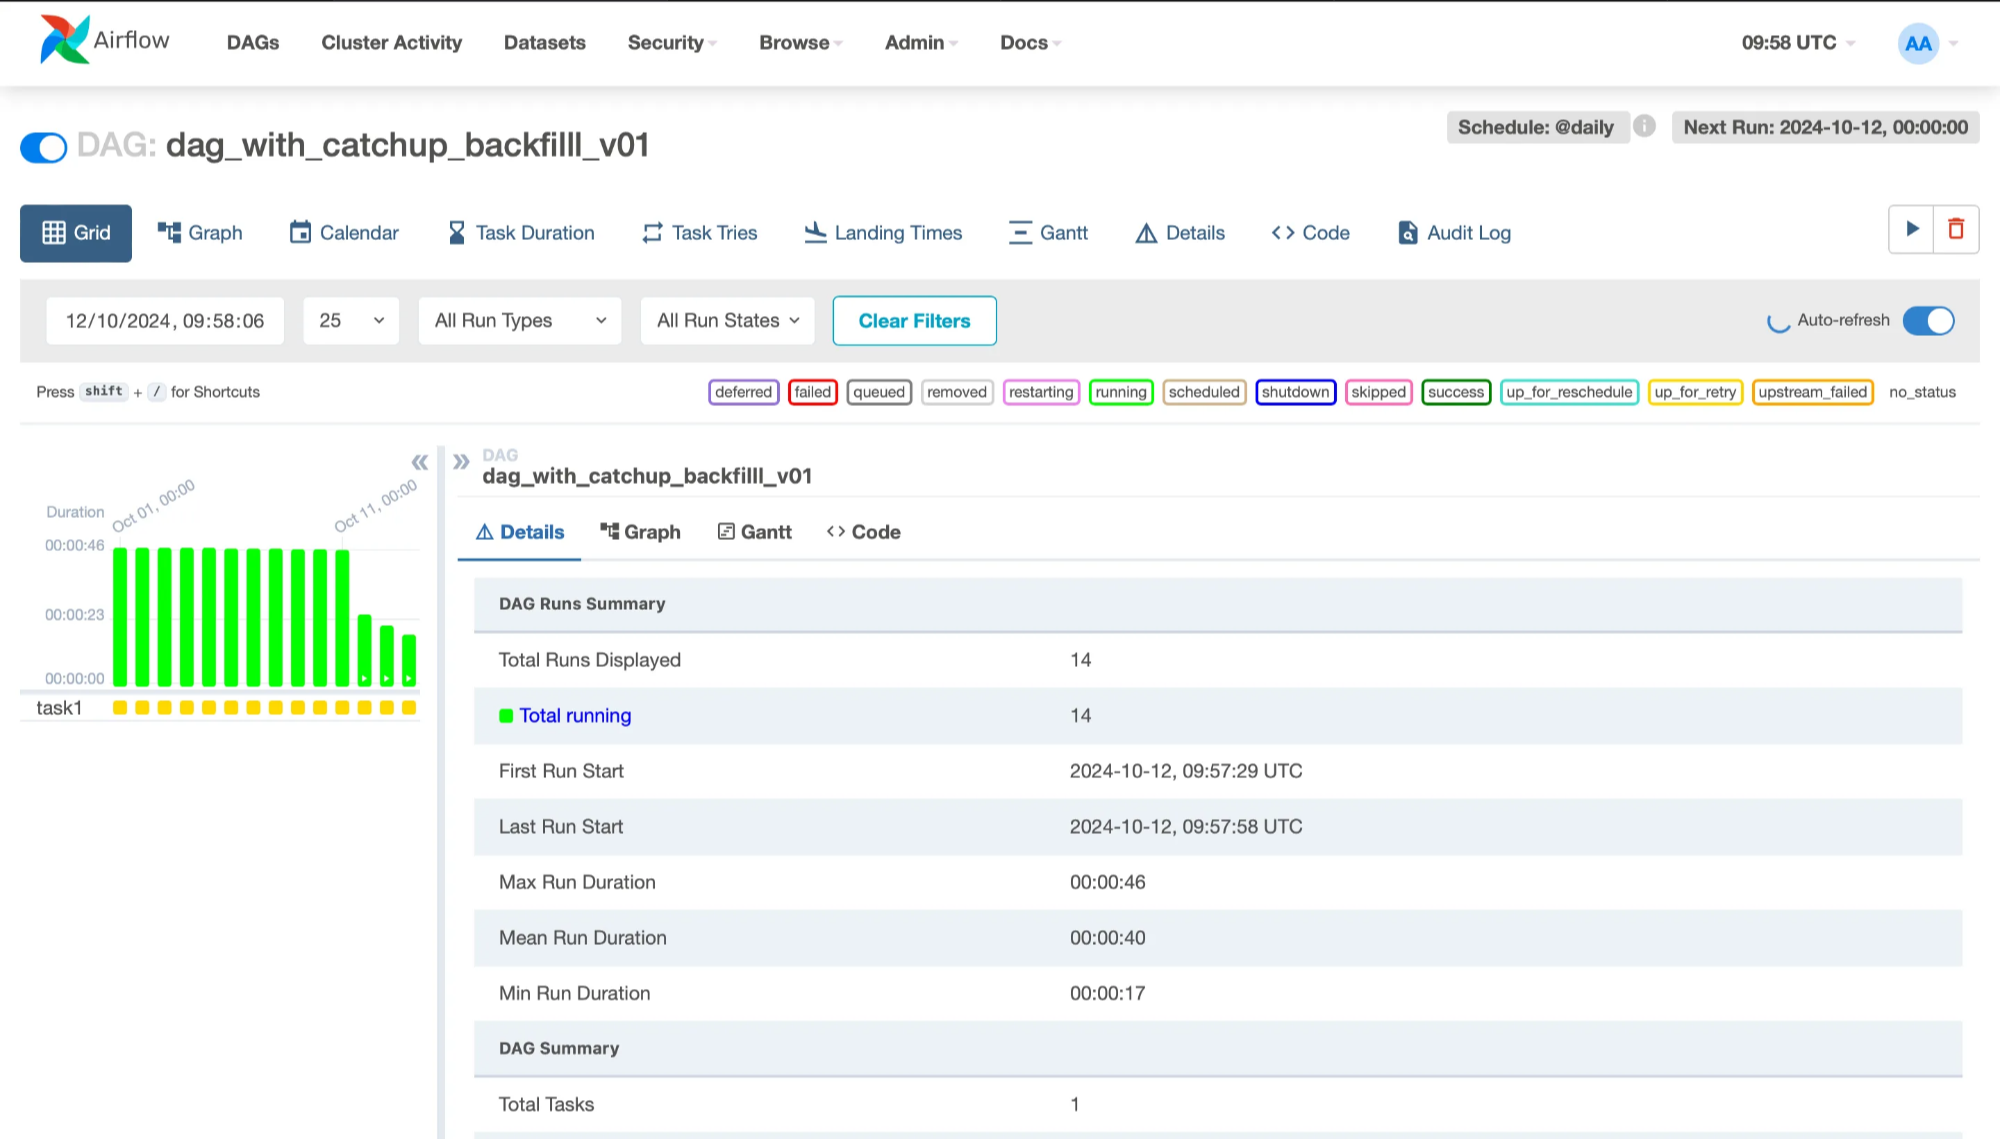 Airflow DAGs Cluster Activity Datasets Security Browse Admin Docs 09:58 UTC AA
DAG: dag_with_catchup_backfilll_v01
Schedule: @daily i Next Run: 2024-10-12, 00:00:00
Grid Graph Calendar Task Duration Task Tries Landing Times Gantt Details Code Audit Log
12/10/2024, 09:58:06 25 All Run Types All Run States Clear Filters Auto-refresh
Press shift + / for Shortcuts deferred failed queued removed restarting running scheduled shutdown skipped success up_for_reschedule up_for_retry upstream_failed no_status
Duration
Oct 01, 00:00
Oct 11, 00:00
00:00:46
00:00:23
00:00:00
task1
DAG
dag_with_catchup_backfilll_v01
Details Graph Gantt Code
DAG Runs Summary
Total Runs Displayed 14
Total running 14
First Run Start 2024-10-12, 09:57:29 UTC
Last Run Start 2024-10-12, 09:57:58 UTC
Max Run Duration 00:00:46
Mean Run Duration 00:00:40
Min Run Duration 00:00:17
DAG Summary
Total Tasks 1